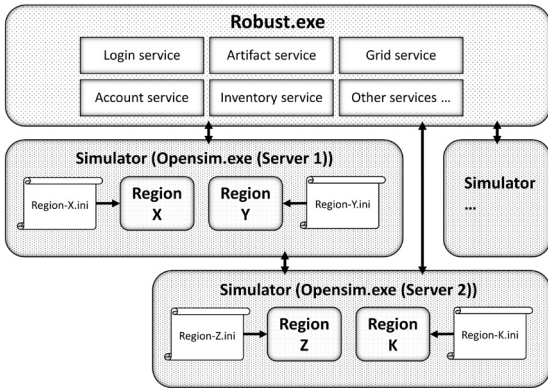 Robust.exe
Login service
Artifact service
Grid service
Account service
Inventory service
Other services ...
Simulator (Opensim.exe (Server 1))
Region-X.ini
Region
X
Region
Y
Region-Y.ini
Simulator
...
Simulator (Opensim.exe (Server 2))
Region-Z.ini
Region
Z
Region
K
Region-K.ini